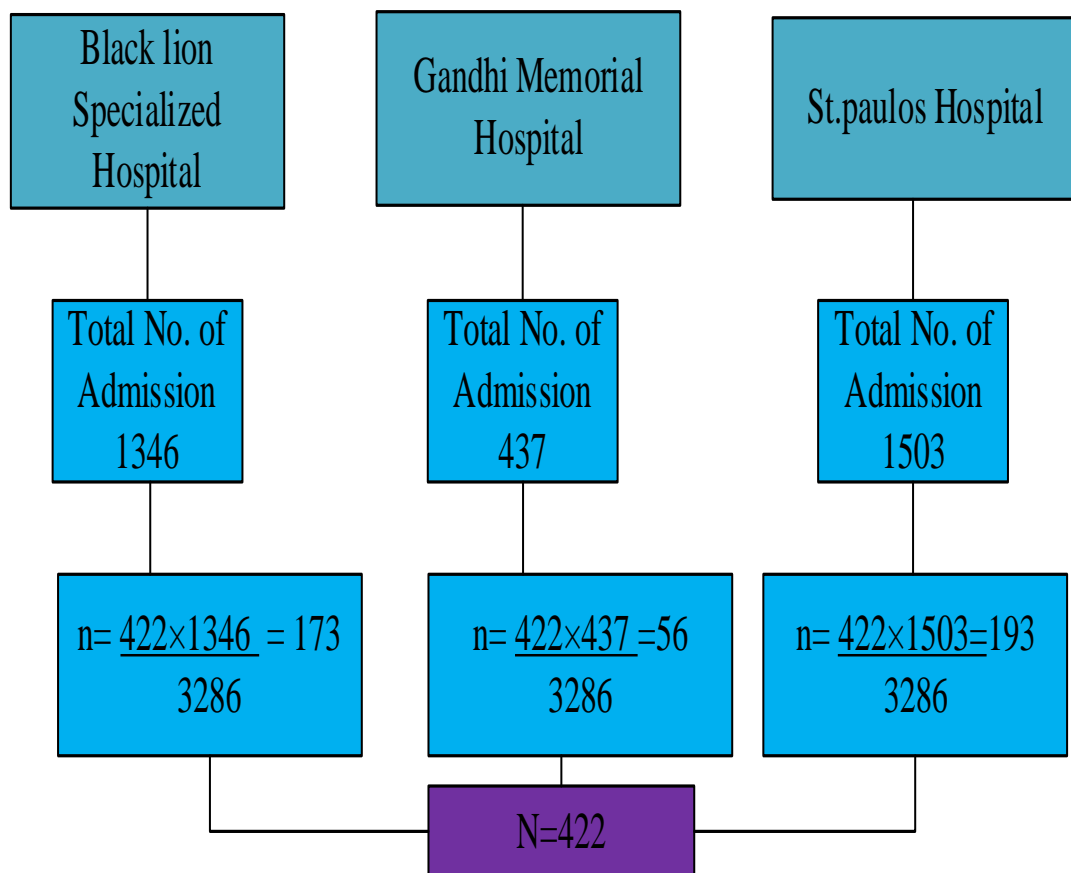 Black lion
Specialized
Hospital
Gandhi Memorial
Hospital
St.paulos Hospital
Total No. of
Admission
1346
Total No. of
Admission
437
Total No. of
Admission
1503
n= 422×1346 = 173
3286
n= 422×437 =56
3286
n= 422×1503=193
3286
N=422